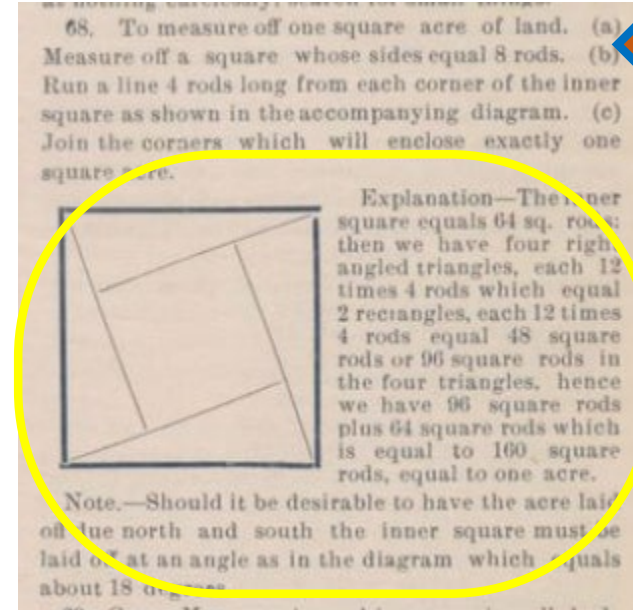 68. To measure off one square acre of land. (a)
Measure off a square whose sides equal 8 rods. (b)
Run a line 4 rods long from each corner of the inner
square as shown in the accompanying diagram. (c)
Join the corners which will enclose exactly one
square acre.
Explanation—The inner
square equals 64 sq. rods:
then we have four right
angled triangles, each 12
times 4 rods which equal
2 rectangles, each 12 times
4 rods equal 48 square
rods or 96 square rods in
the four triangles. hence
we have 96 square rods
plus 64 square rods which
is equal to 160 square
rods, equal to one acre.
Note.—Should it be desirable to have the acre laid
off due north and south the inner square must be
laid off at an angle as in the diagram which equals
about 18 degrees